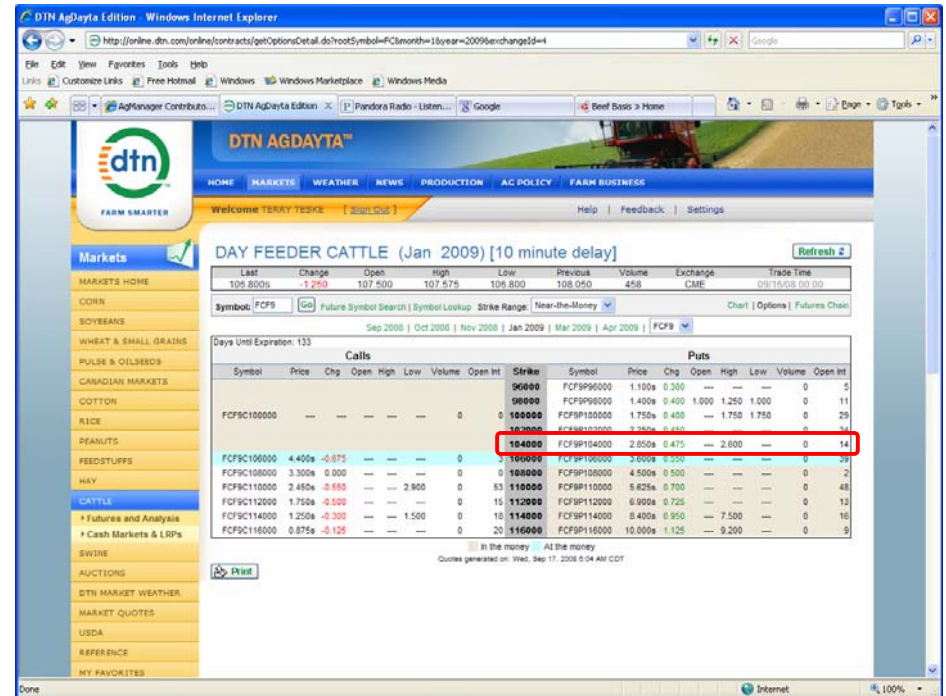 DTN AgDayta Edition - Windows Internet Explorer
http://online.dtn.com/online/contracts/getOptionsDetail.do?rootSymbol=FC&month=1&year=2009&exchangeId=4
Google
File Edit View Favorites Tools Help
Links Customize Links Free Hotmail Windows Windows Marketplace Windows Media
AgManager Contributo... DTN AgDayta Edition Pandora Radio - Listen... Google Beef Basis > Home Page Tools
dtn
FARM SMARTER
DTN AGDAYTA™
HOME MARKETS WEATHER NEWS PRODUCTION AG POLICY FARM BUSINESS
Welcome TERRY TESKE [ Sign Out ] Help | Feedback | Settings
Markets
MARKETS HOME
CORN
SOYBEANS
WHEAT & SMALL GRAINS
PULSE & OILSEEDS
CANADIAN MARKETS
COTTON
RICE
PEANUTS
FEEDSTUFFS
HAY
CATTLE
Futures and Analysis
Cash Markets & LRPs
SWINE
AUCTIONS
DTN MARKET WEATHER
MARKET QUOTES
USDA
REFERENCE
MY FAVORITES
DAY FEEDER CATTLE (Jan 2009) [10 minute delay] Refresh
Last Change Open High Low Previous Volume Exchange Trade Time
106.800s -1.250 107.500 107.575 106.800 108.050 458 CME 09/16/08 00:00
Symbol: FCF9 Go Future Symbol Search | Symbol Lookup Strike Range: Near-the-Money Chart | Options | Futures Chain
Sep 2008 | Oct 2008 | Nov 2008 | Jan 2009 | Mar 2009 | Apr 2009 | FCF9
Days Until Expiration: 133
Calls Puts
Symbol Price Chg Open High Low Volume Open Int Strike Symbol Price Chg Open High Low Volume Open Int
96000 FCF9P96000 1.100s 0.300 --- --- --- 0 5
98000 FCF9P98000 1.400s 0.400 1.000 1.250 1.000 0 11
FCF9C100000 --- --- --- --- --- 0 0 100000 FCF9P100000 1.750s 0.400 --- 1.750 1.750 0 29
102000 FCF9P102000 2.250s 0.450 --- --- --- 0 34
104000 FCF9P104000 2.850s 0.475 --- 2.600 --- 0 14
FCF9C106000 4.400s -0.675 --- --- --- 0 3 106000 FCF9P106000 3.600s 0.550 --- --- --- 0 39
FCF9C108000 3.300s 0.000 --- --- --- 0 0 108000 FCF9P108000 4.500s 0.500 --- --- --- 0 2
FCF9C110000 2.450s -0.550 --- --- 2.900 0 53 110000 FCF9P110000 5.625s 0.700 --- --- --- 0 48
FCF9C112000 1.750s -0.500 --- --- --- 0 15 112000 FCF9P112000 6.900s 0.725 --- --- --- 0 13
FCF9C114000 1.250s -0.300 --- --- 1.500 0 18 114000 FCF9P114000 8.400s 0.950 --- 7.500 --- 0 16
FCF9C116000 0.875s -0.125 --- --- --- 0 20 116000 FCF9P116000 10.000s 1.125 --- 9.200 --- 0 9
In the money At the money
Quotes generated on: Wed, Sep 17, 2008 6:04 AM CDT
Print
Done Internet 100%